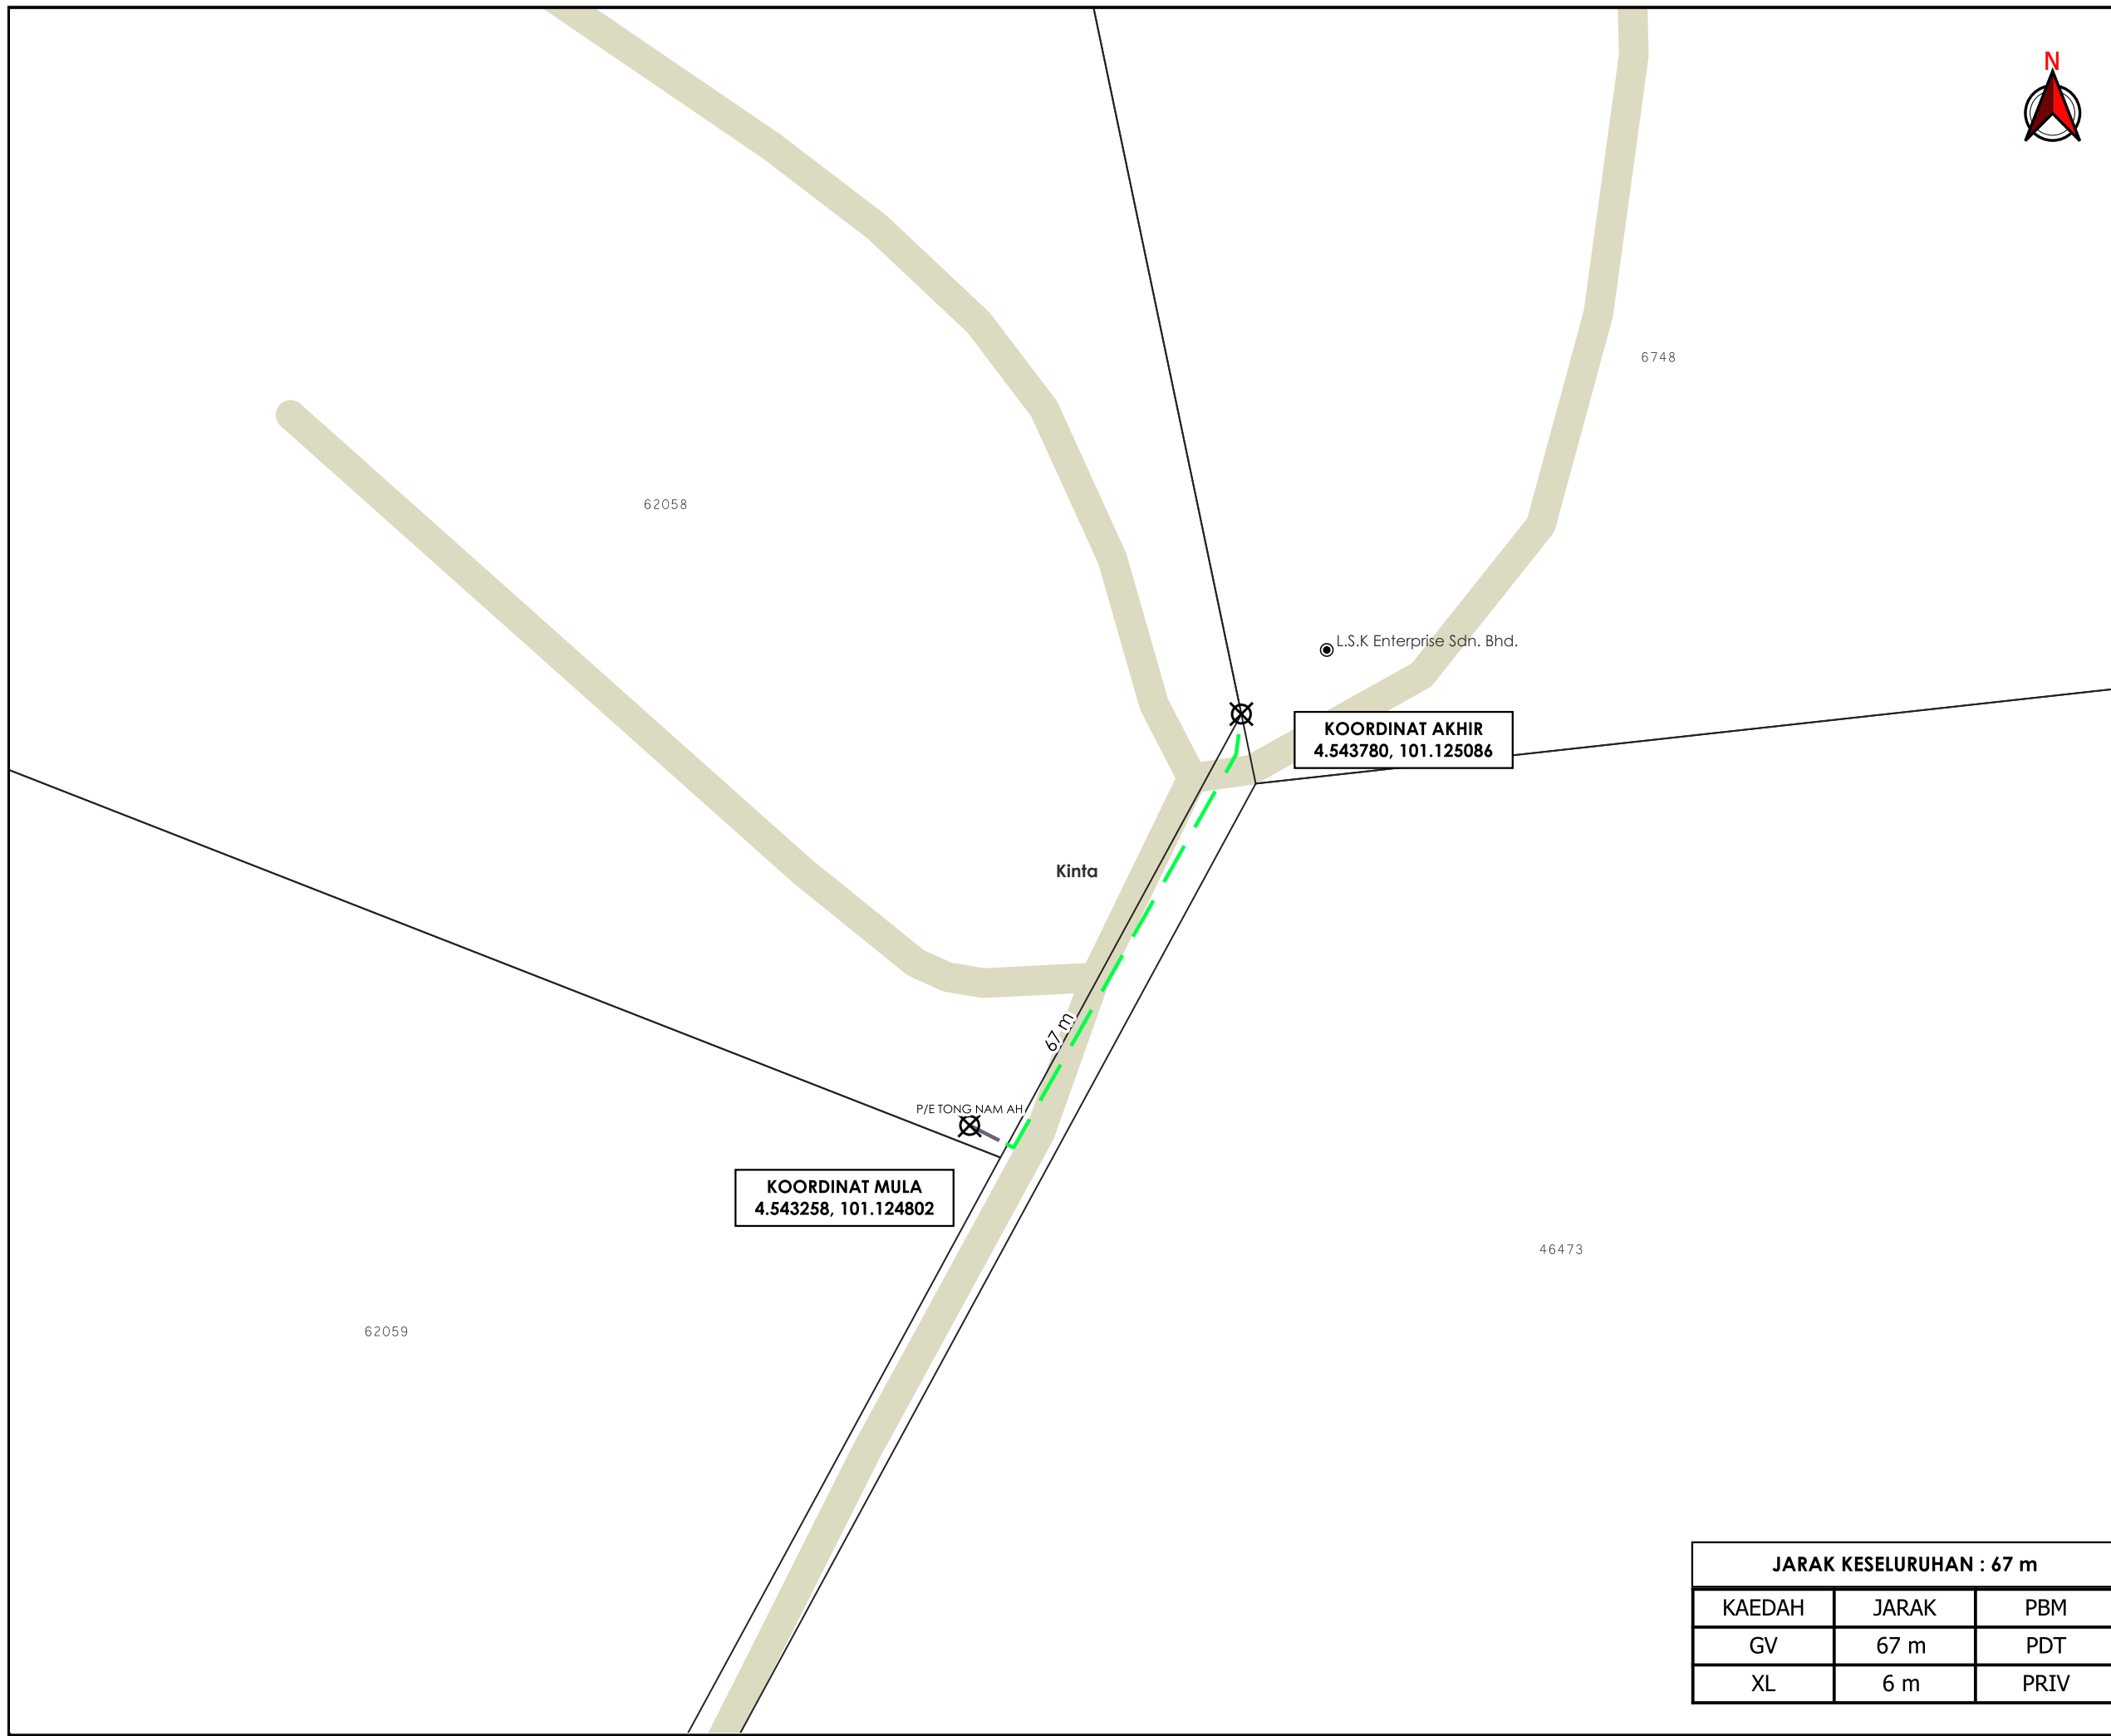 N
6748
62058
L.S.K Enterprise Sdn. Bhd.
KOORDINAT AKHIR
4.543780, 101.125086
Kinta
67 m
P/E TONG NAM AH
KOORDINAT MULA
4.543258, 101.124802
46473
62059
JARAK KESELURUHAN : 67 m
KAEDAH JARAK PBM
GV 67 m PDT
XL 6 m PRIV